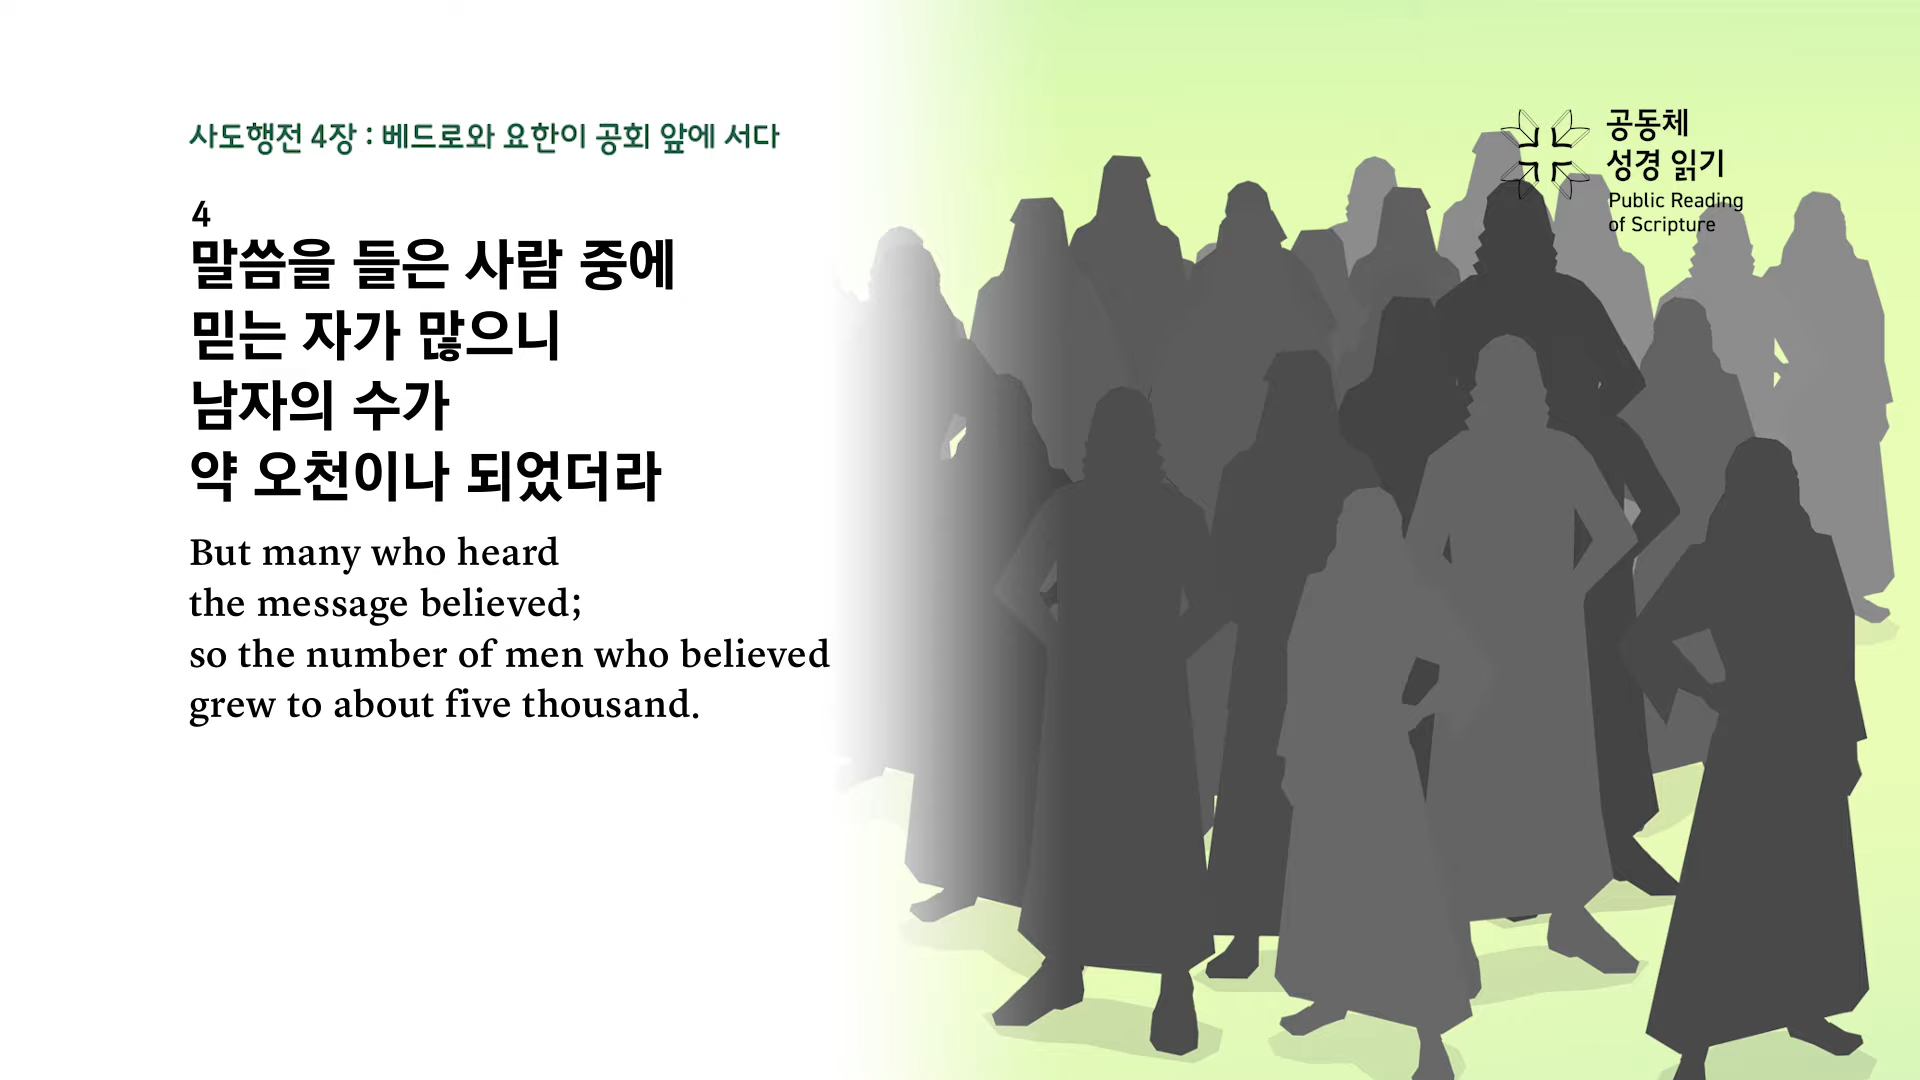 사도행전 4장 : 베드로와 요한이 공회 앞에 서다
4
말씀을 들은 사람 중에
믿는 자가 많으니
남자의 수가
약 오천이나 되었더라
But many who heard
the message believed;
so the number of men who believed
grew to about five thousand.
공동체
성경 읽기
Public Reading
of Scripture